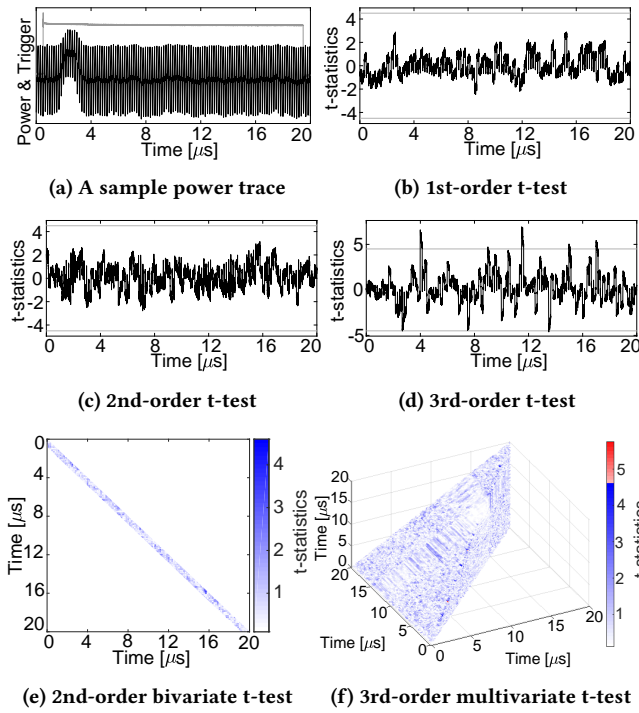 Power & Trigger
0 4 8 12 16 20
Time [µs]
(a) A sample power trace
t-statistics
4
2
0
-2
-4
0 4 8 12 16 20
Time [µs]
(b) 1st-order t-test
t-statistics
4
2
0
-2
-4
0 4 8 12 16 20
Time [µs]
(c) 2nd-order t-test
t-statistics
5
0
-5
0 4 8 12 16 20
Time [µs]
(d) 3rd-order t-test
Time [µs]
0
4
8
12
16
20
0 4 8 12 16 20
Time [µs]
4
3
2
1
t-statistics
(e) 2nd-order bivariate t-test
Time [µs]
20
15
10
5
0
20
15
10
5
0
Time [µs]
0
5
10
15
20
Time [µs]
5
4
3
2
1
t-statistics
(f) 3rd-order multivariate t-test